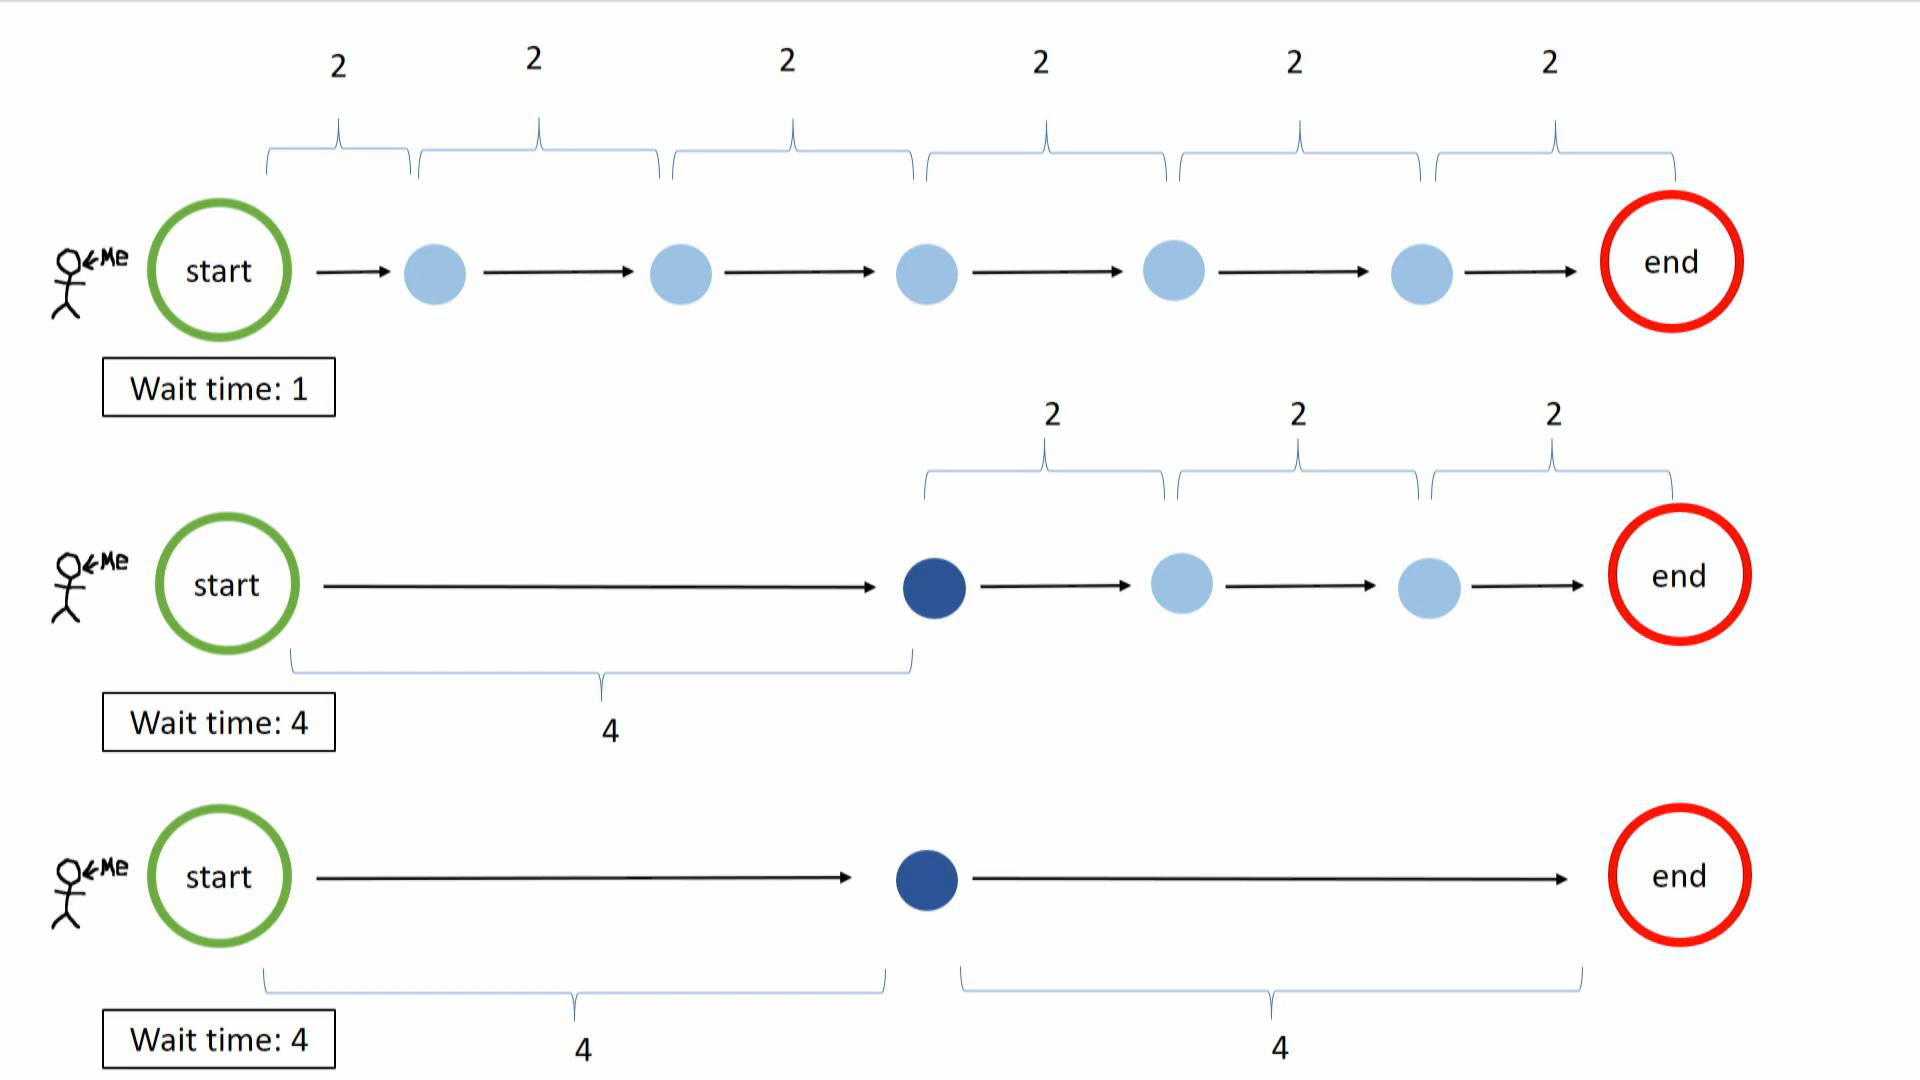 2 2 2 2 2 2
←Me start end
Wait time: 1
2 2 2
←Me start end
Wait time: 4
4
←Me start end
Wait time: 4
4 4